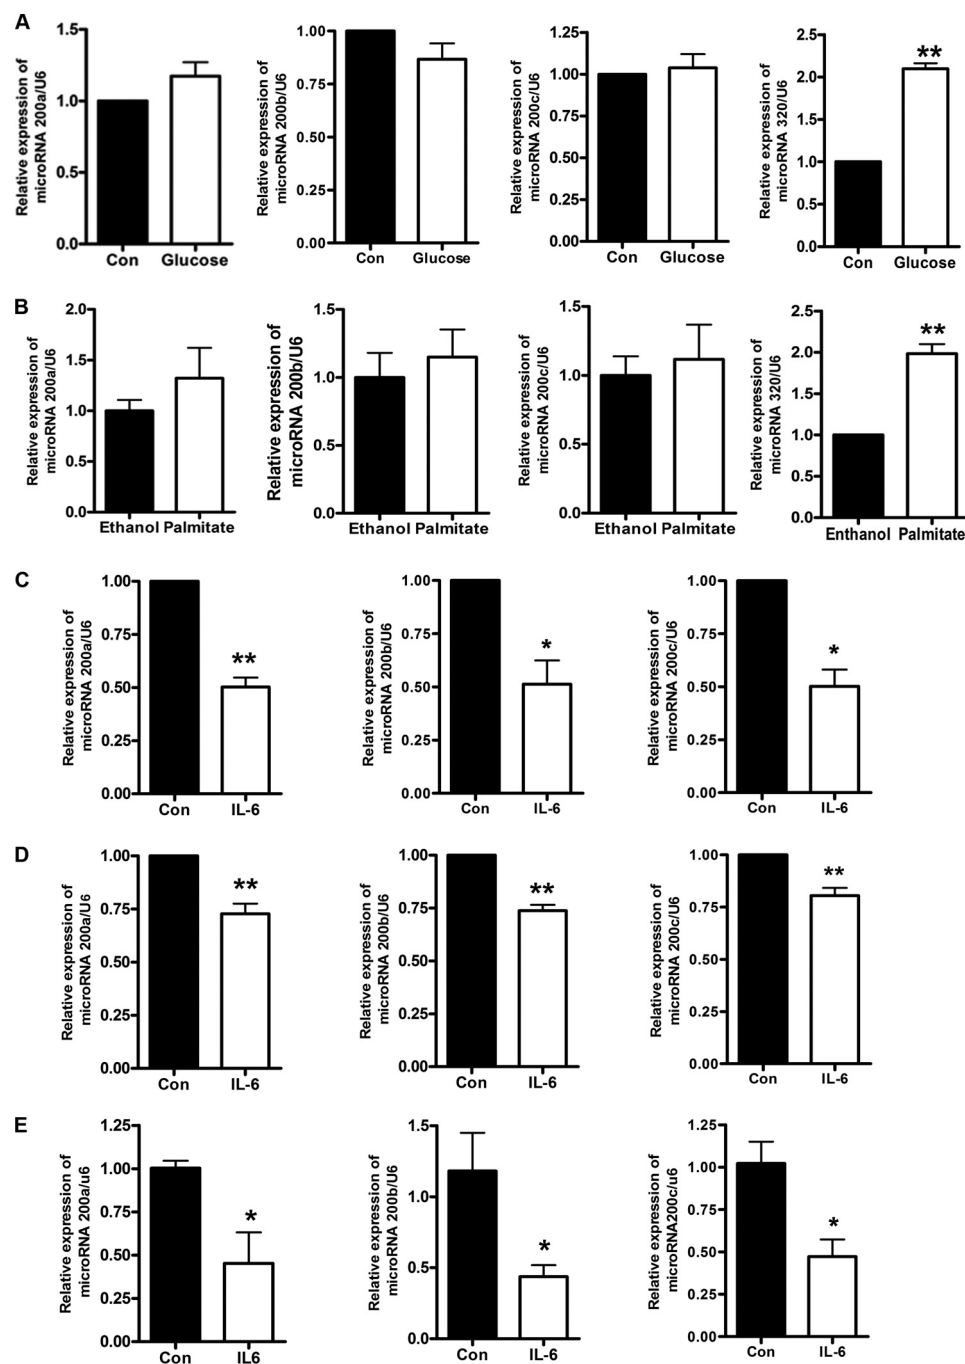 A
Relative expression of
microRNA 200a/U6
1.5
1.0
0.5
0.0
Con Glucose
Relative expression of
microRNA 200b/U6
1.00
0.75
0.50
0.25
0.00
Con Glucose
Relative expression of
microRNA 200c/U6
1.25
1.00
0.75
0.50
0.25
0.00
Con Glucose
Relative expression of
microRNA 320/U6
2.5
2.0
1.5
1.0
0.5
0.0
**
Con Glucose
B
Relative expression of
microRNA 200a/U6
2.0
1.5
1.0
0.5
0.0
Ethanol Palmitate
Relative expression of
microRNA 200b/U6
1.5
1.0
0.5
0.0
Ethanol Palmitate
Relative expression of
microRNA 200c/U6
1.5
1.0
0.5
0.0
Ethanol Palmitate
Relative expression of
microRNA 320/U6
2.5
2.0
1.5
1.0
0.5
0.0
**
Enthanol Palmitate
C
Relative expression of
microRNA 200a/U6
1.00
0.75
0.50
0.25
0.00
**
Con IL-6
Relative expression of
microRNA 200b/U6
1.00
0.75
0.50
0.25
0.00
*
Con IL-6
Relative expression of
microRNA 200c/U6
1.00
0.75
0.50
0.25
0.00
*
Con IL-6
D
Relative expression of
microRNA 200a/U6
1.00
0.75
0.50
0.25
0.00
**
Con IL-6
Relative expression of
microRNA 200b/U6
1.00
0.75
0.50
0.25
0.00
**
Con IL-6
Relative expression of
microRNA 200c/U6
1.00
0.75
0.50
0.25
0.00
**
Con IL-6
E
Relative expression of
microRNA 200a/u6
1.25
1.00
0.75
0.50
0.25
0.00
*
Con IL6
Relative expression of
microRNA 200b/U6
1.5
1.0
0.5
0.0
*
Con IL-6
Relative expression of
microRNA200c/u6
1.25
1.00
0.75
0.50
0.25
0.00
*
Con IL-6